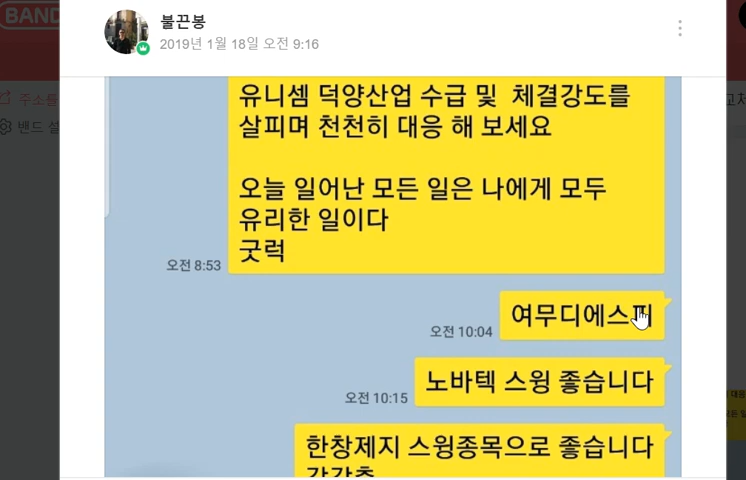 BAND
불끈봉
2019년 1월 18일 오전 9:16
주소를
밴드 설
유니셈 덕양산업 수급 및 체결강도를
살피며 천천히 대응 해 보세요
오늘 일어난 모든 일은 나에게 모두
유리한 일이다
굿럭
오전 8:53
여무디에스피
오전 10:04
노바텍 스윙 좋습니다
오전 10:15
한창제지 스윙종목으로 좋습니다